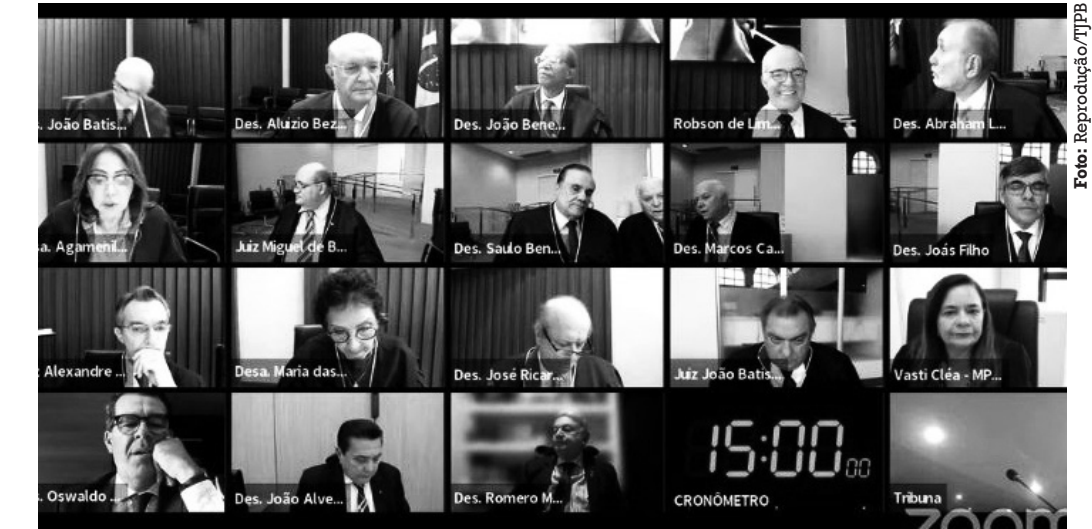 . João Batis...
Des. Aluizio Bez...
Des. João Bene...
Robson de Lim...
Des. Abraham L...
a. Agamenil...
Juiz Miguel de B...
Des. Saulo Ben...
Des. Marcos Ca...
Des. Joás Filho
Alexandre ...
Desa. Maria das...
Des. José Ricar...
Juiz João Batis...
Vasti Cléa - MP...
. Oswaldo ...
Des. João Alve...
Des. Romero M...
15:00 00
CRONÔMETRO
Tribuna
zoom
Foto: Reprodução/TJPB